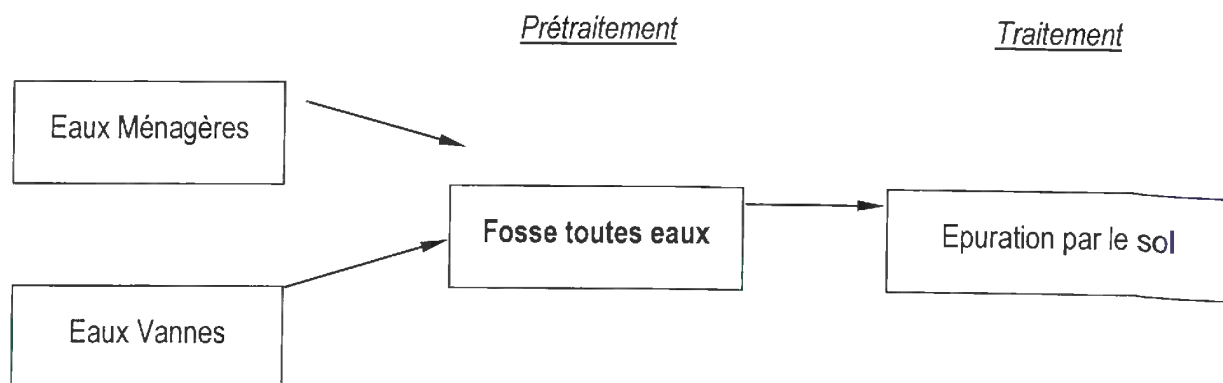 Prétraitement
Traitement
Eaux Ménagères
Fosse toutes eaux
Epuration par le sol
Eaux Vannes